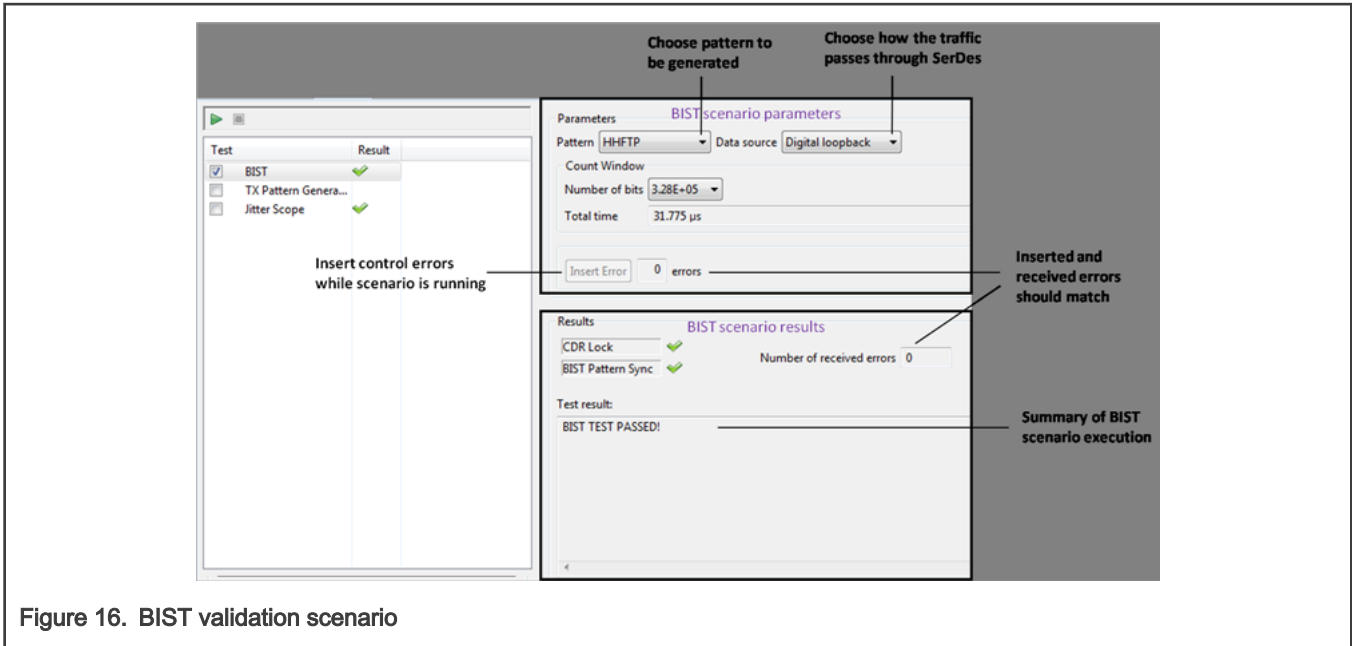 Choose pattern to
be generated
Choose how the traffic
passes through SerDes
Test Result
BIST
TX Pattern Genera...
Jitter Scope
Insert control errors
while scenario is running
BIST scenario parameters
Parameters
Pattern HHFTP Data source Digital loopback
Count Window
Number of bits 3.28E+05
Total time 31.775 µs
Insert Error 0 errors
Inserted and
received errors
should match
Results
BIST scenario results
CDR Lock
Number of received errors 0
BIST Pattern Sync
Test result:
BIST TEST PASSED!
Summary of BIST
scenario execution
Figure 16. BIST validation scenario